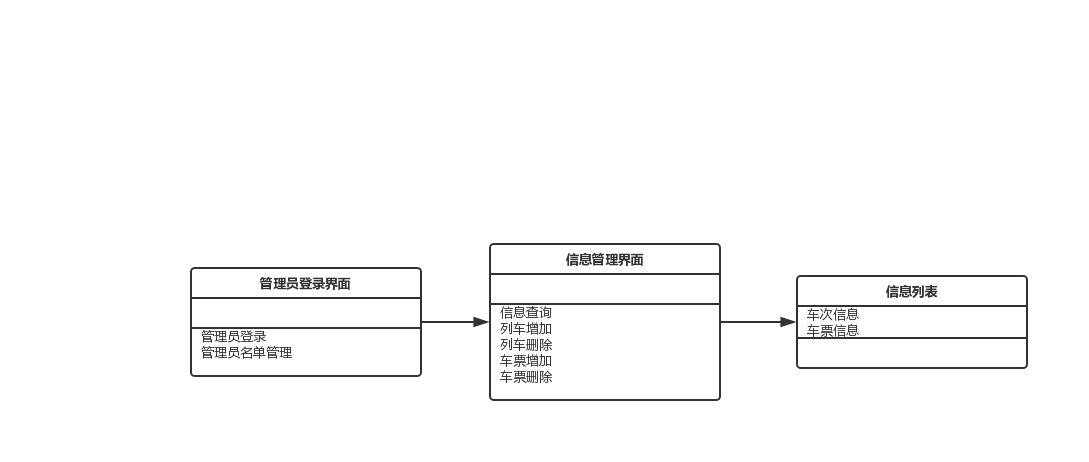 管理员登录界面
管理员登录
管理员名单管理
信息管理界面
信息查询
列车增加
列车删除
车票增加
车票删除
信息列表
车次信息
车票信息